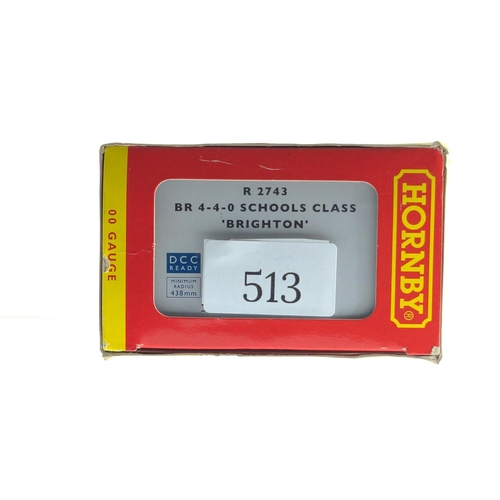 00 GAUGE
R 2743
BR 4-4-0 SCHOOLS CLASS
'BRIGHTON'
DCC
READY
MINIMUM
RADIUS
438mm
513
HORNBY®